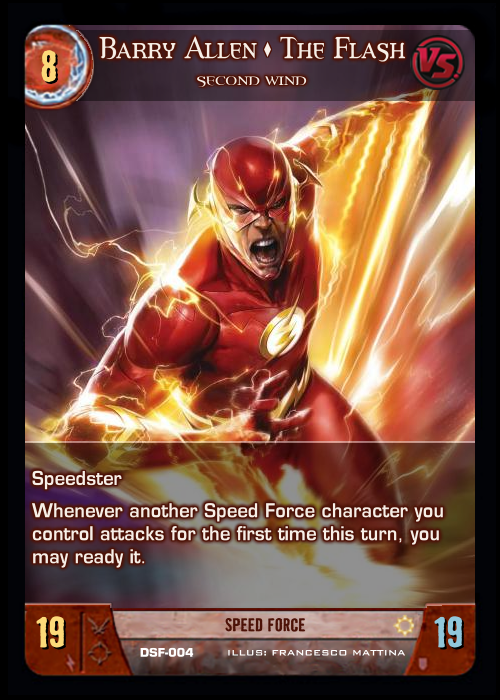 8
BARRY ALLEN ♦ THE FLASH
SECOND WIND
VS
Speedster
Whenever another Speed Force character you
control attacks for the first time this turn, you
may ready it.
19
SPEED FORCE
19
DSF-004 ILLUS: FRANCESCO MATTINA